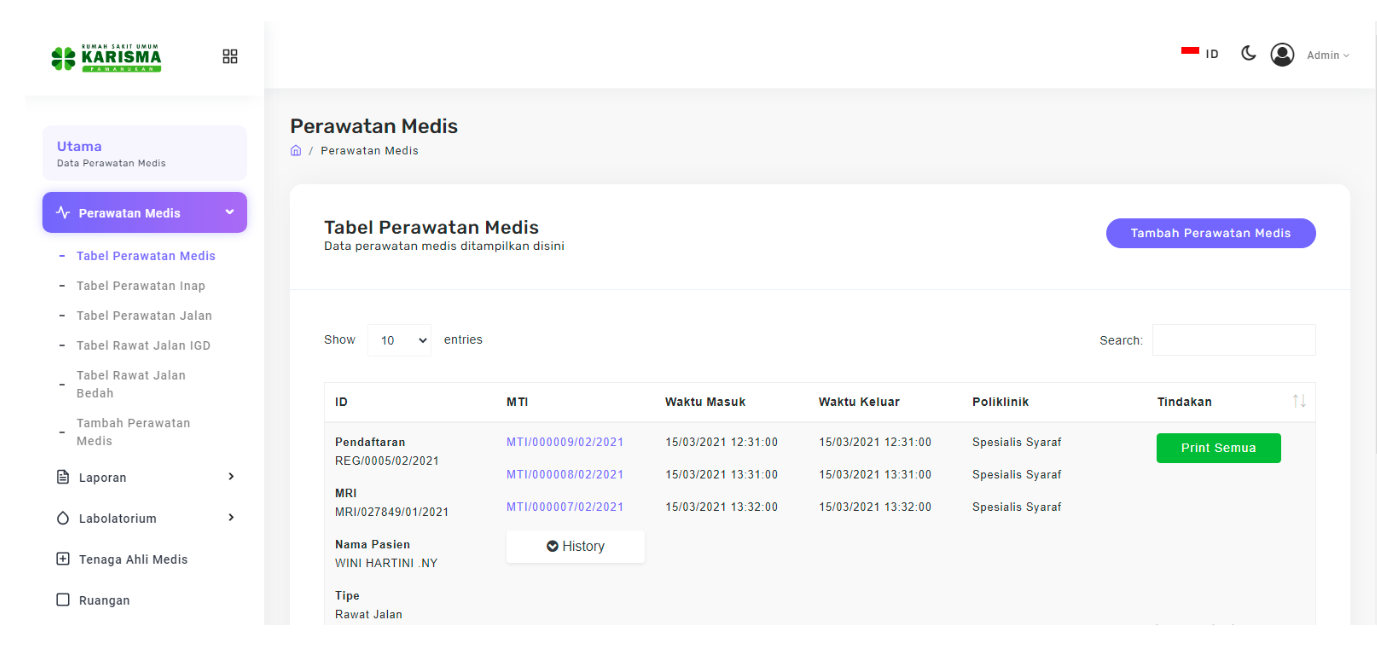 RUMAH SAKIT UMUM
KARISMA
PAMANUKAN
ID
Admin
Utama
Data Perawatan Medis
Perawatan Medis
- Tabel Perawatan Medis
- Tabel Perawatan Inap
- Tabel Perawatan Jalan
- Tabel Rawat Jalan IGD
- Tabel Rawat Jalan
Bedah
- Tambah Perawatan
Medis
Laporan
Labolatorium
Tenaga Ahli Medis
Ruangan
Perawatan Medis
/ Perawatan Medis
Tabel Perawatan Medis
Data perawatan medis ditampilkan disini
Tambah Perawatan Medis
Show 10 entries
Search:
ID MTI Waktu Masuk Waktu Keluar Poliklinik Tindakan
Pendaftaran MTI/000009/02/2021 15/03/2021 12:31:00 15/03/2021 12:31:00 Spesialis Syaraf Print Semua
REG/0005/02/2021
MTI/000008/02/2021 15/03/2021 13:31:00 15/03/2021 13:31:00 Spesialis Syaraf
MRI
MRI/027849/01/2021
MTI/000007/02/2021 15/03/2021 13:32:00 15/03/2021 13:32:00 Spesialis Syaraf
Nama Pasien
WINI HARTINI .NY
History
Tipe
Rawat Jalan